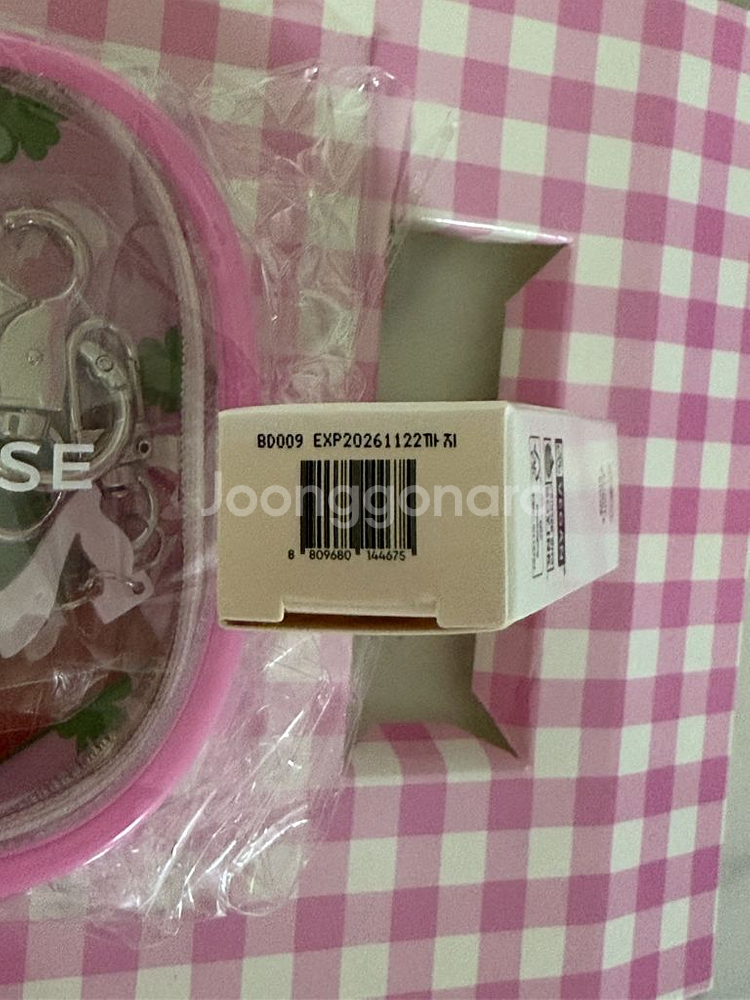 BD009 EXP20261122까지
SE
Joonggonara
8 809680 144675
VEGAN